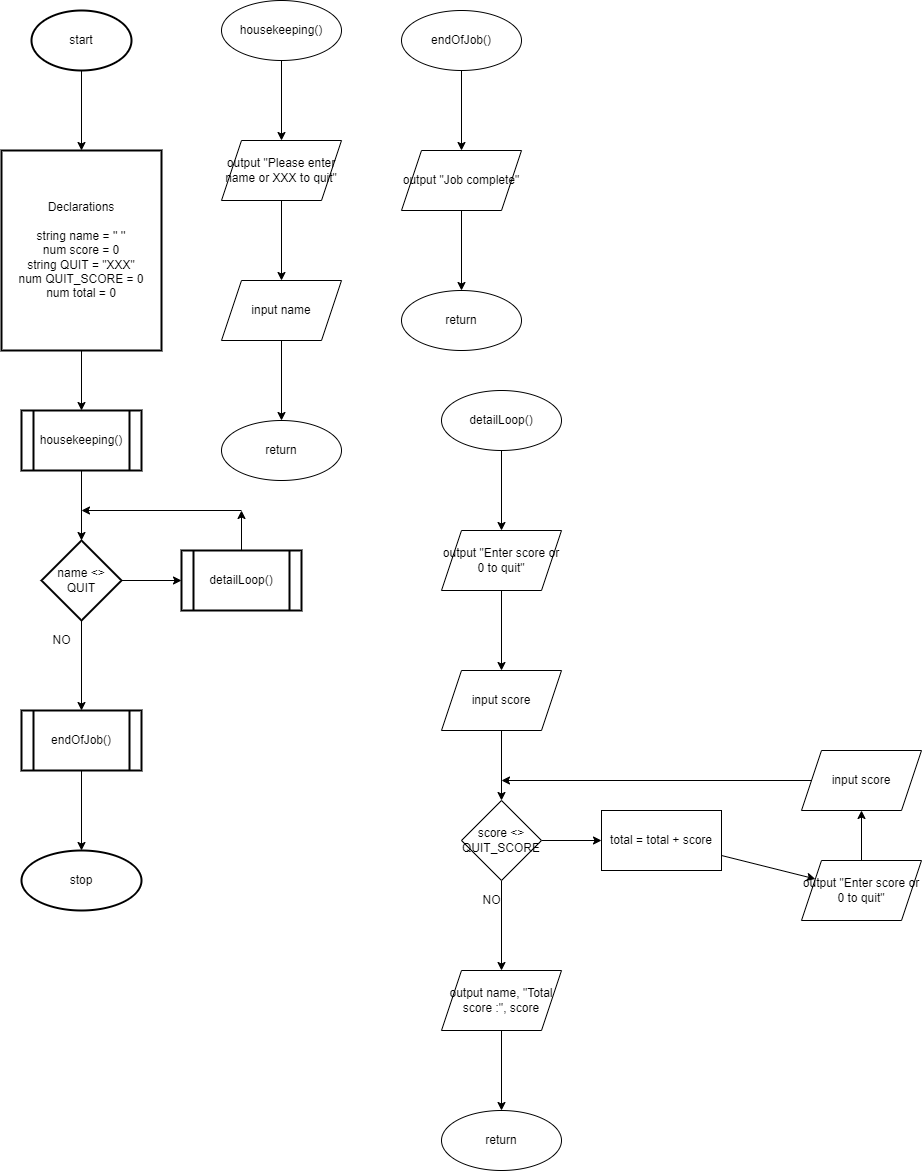 start
Declarations
string name = " "
num score = 0
string QUIT = "XXX"
num QUIT_SCORE = 0
num total = 0
housekeeping()
name <>
QUIT
detailLoop()
NO
endOfJob()
stop
housekeeping()
output "Please enter
name or XXX to quit"
input name
return
endOfJob()
output "Job complete"
return
detailLoop()
output "Enter score or
0 to quit"
input score
score <>
QUIT_SCORE
total = total + score
output "Enter score or
0 to quit"
input score
NO
output name, "Total
score :", score
return